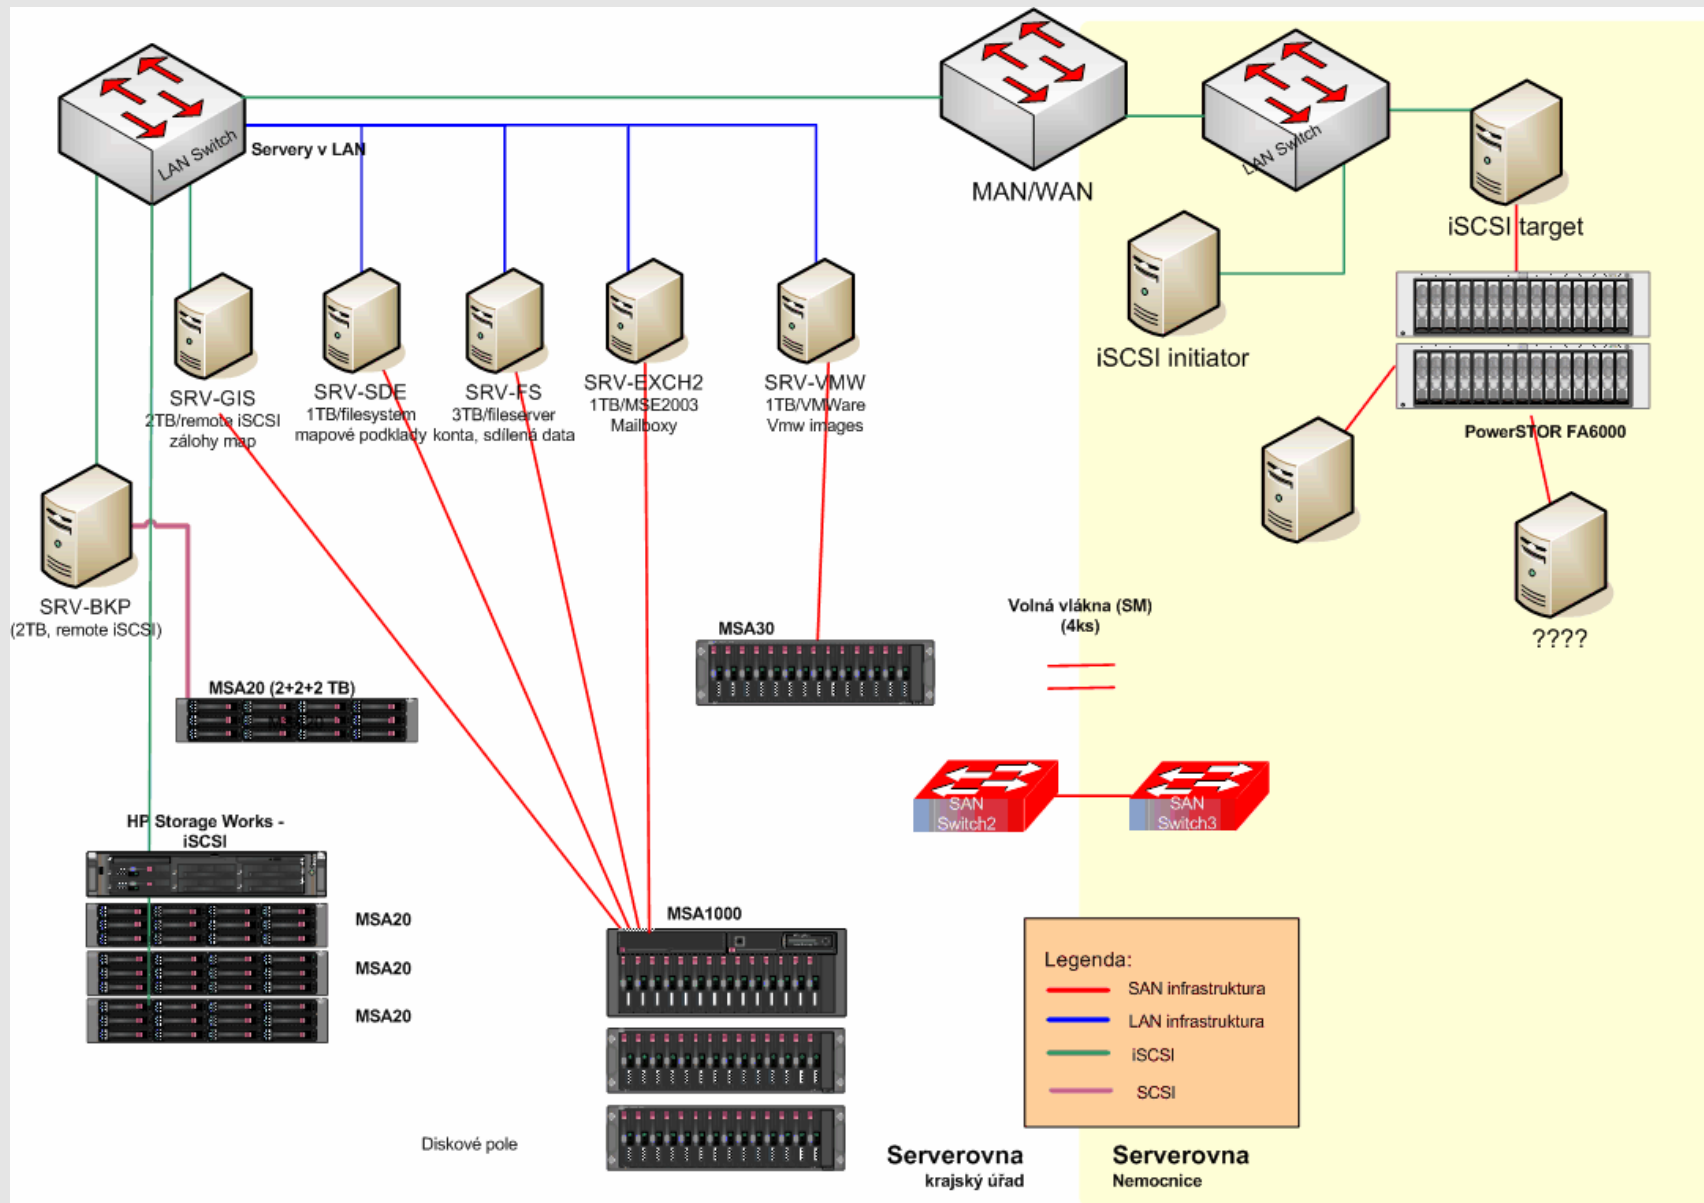 LAN Switch
Servery v LAN
MAN/WAN
LAN Switch
iSCSI target
iSCSI initiator
PowerSTOR FA6000
????
SRV-GIS
2TB/remote iSCSI
zálohy map
SRV-SDE
1TB/filesystem
mapové podklady
SRV-FS
3TB/fileserver
konta, sdílená data
SRV-EXCH2
1TB/MSE2003
Mailboxy
SRV-VMW
1TB/VMWare
Vmw images
SRV-BKP
(2TB, remote iSCSI)
MSA20 (2+2+2 TB)
MSA20
MSA30
Volná vlákna (SM)
(4ks)
SAN
Switch2
SAN
Switch3
HP Storage Works -
iSCSI
MSA20
MSA20
MSA20
MSA1000
Diskové pole
Legenda:
SAN infrastruktura
LAN infrastruktura
iSCSI
SCSI
Serverovna
krajský úřad
Serverovna
Nemocnice